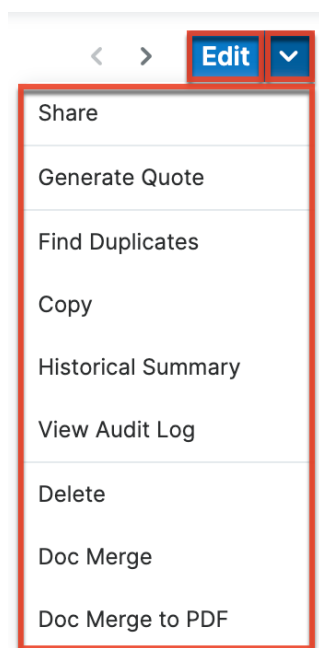 Edit
Share
Generate Quote
Find Duplicates
Copy
Historical Summary
View Audit Log
Delete
Doc Merge
Doc Merge to PDF